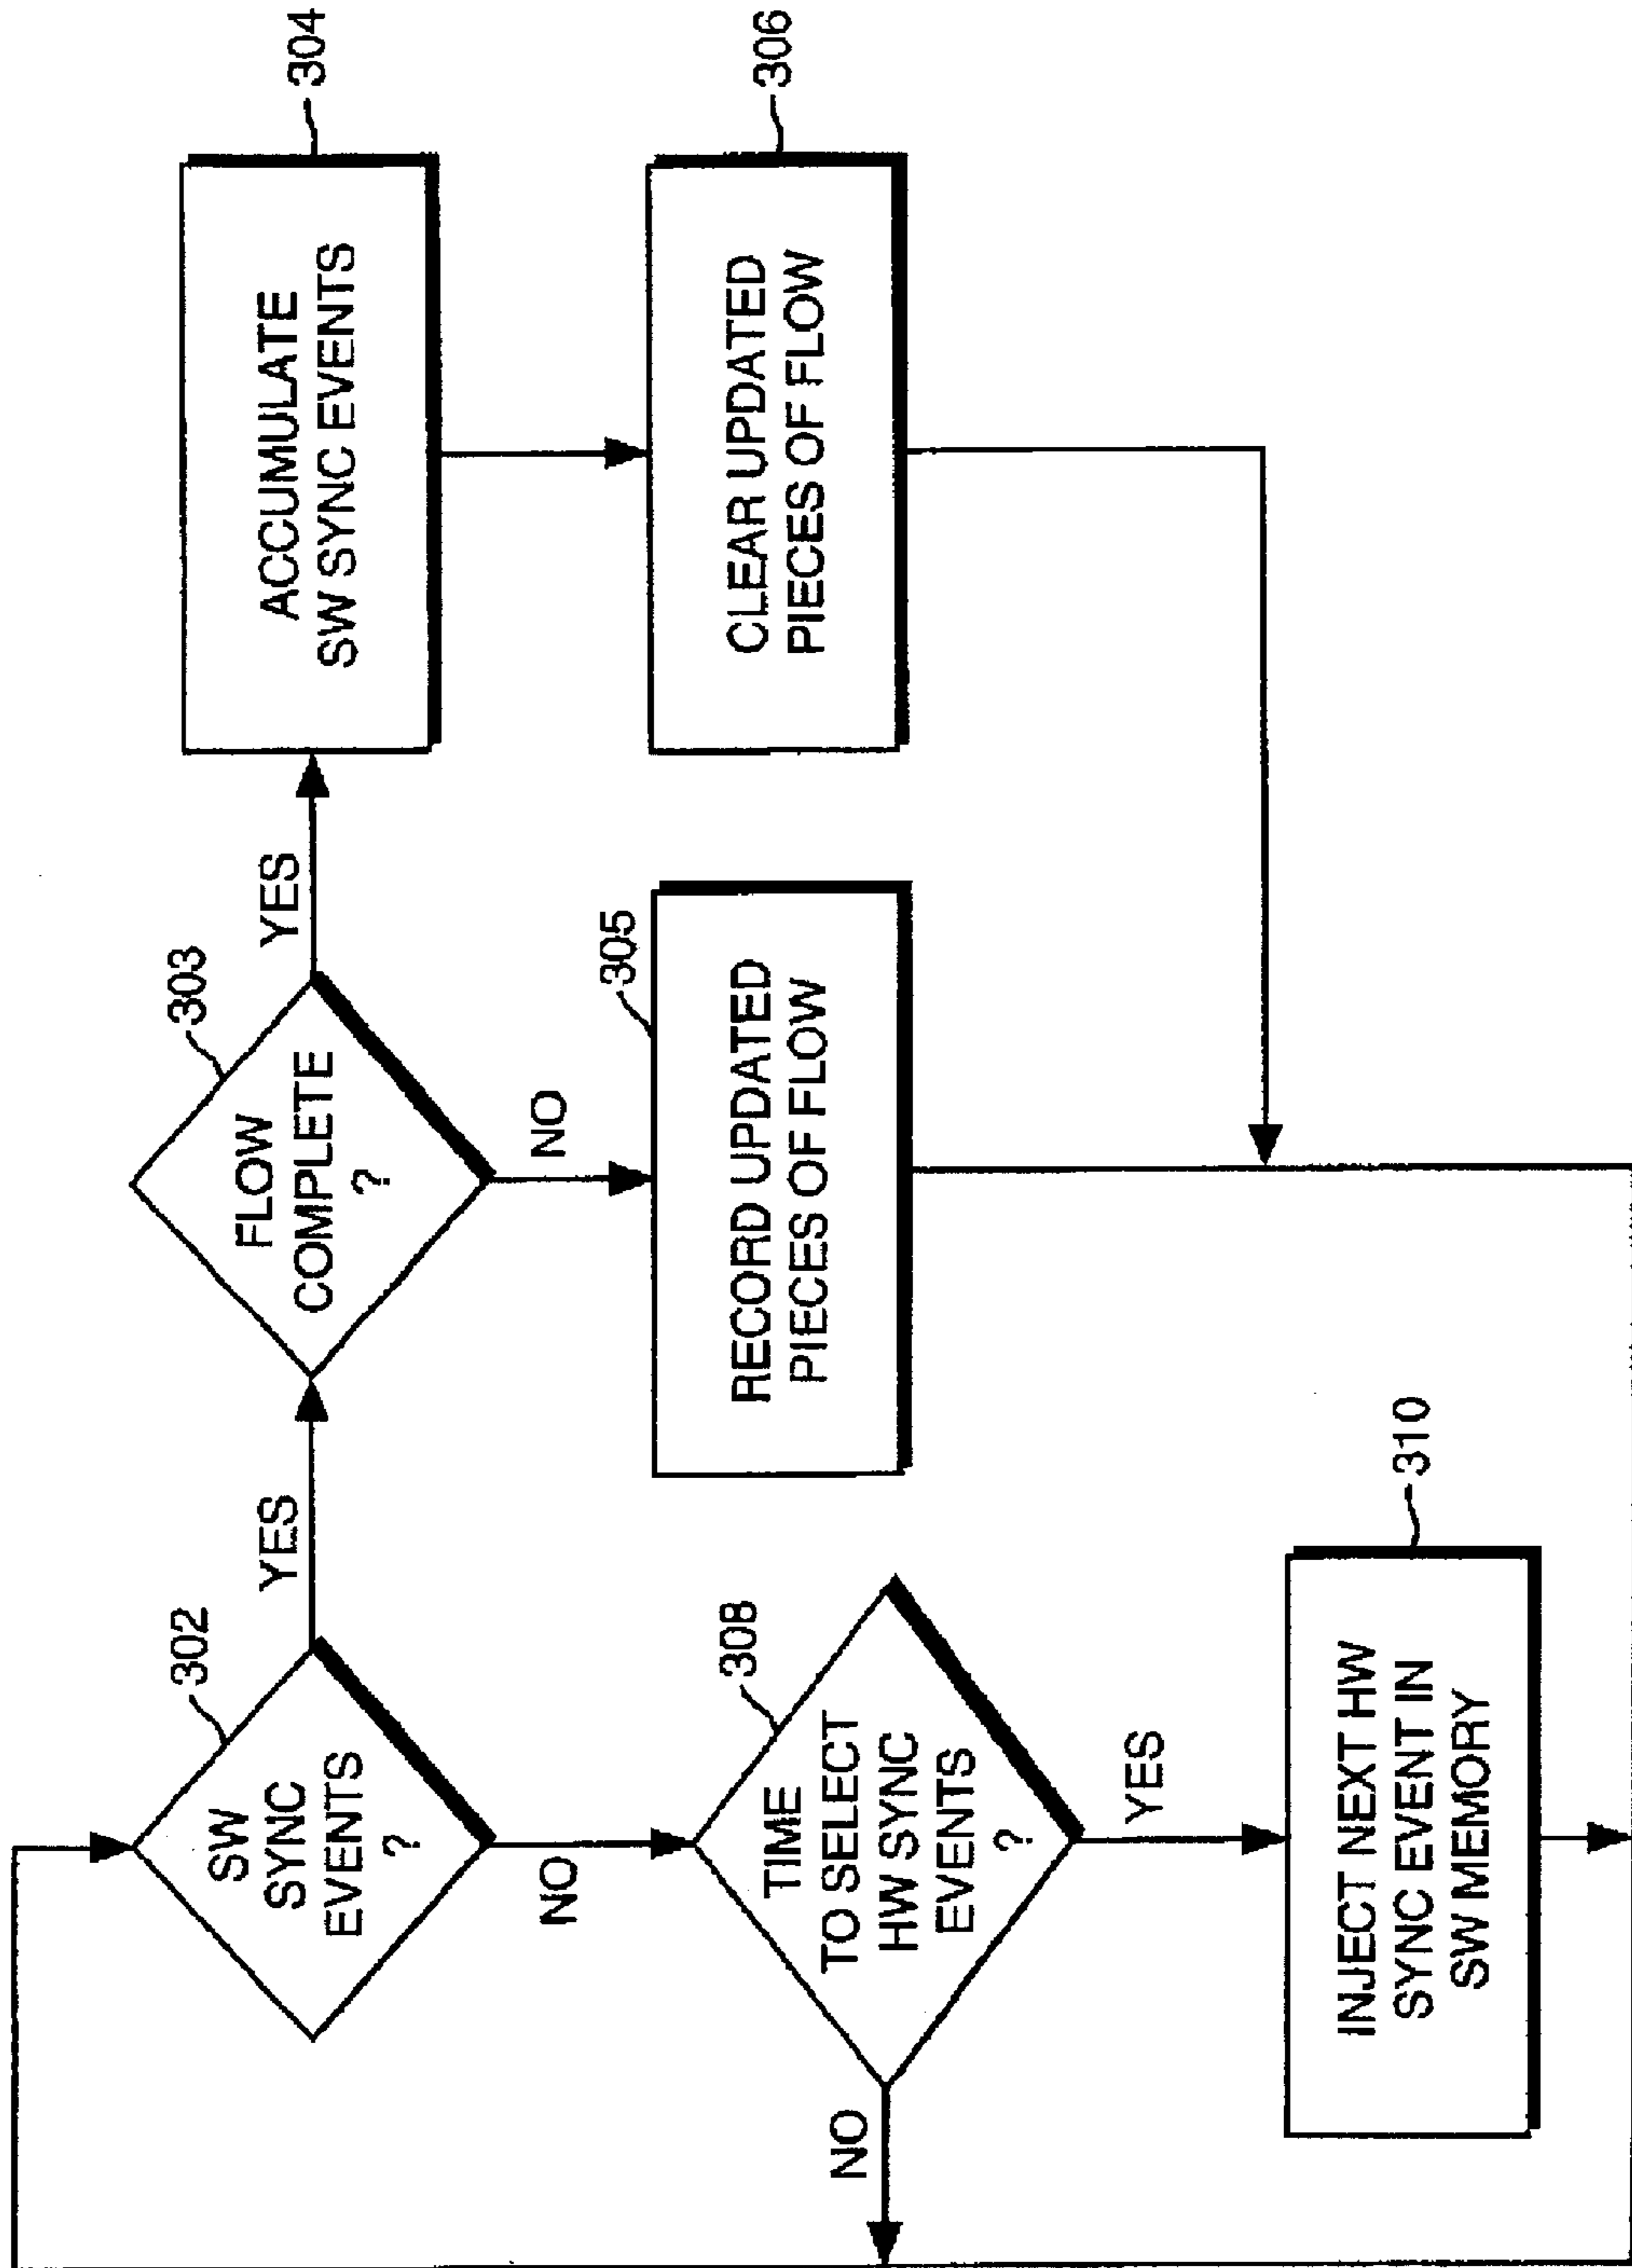 302
SW
SYNC
EVENTS
?
YES
303
FLOW
COMPLETE
?
YES
304
ACCUMULATE
SW SYNC EVENTS
NO
308
TIME
TO SELECT
HW SYNC
EVENTS
?
NO
YES
NO
305
RECORD UPDATED
PIECES OF FLOW
306
CLEAR UPDATED
PIECES OF FLOW
310
INJECT NEXT HW
SYNC EVENT IN
SW MEMORY